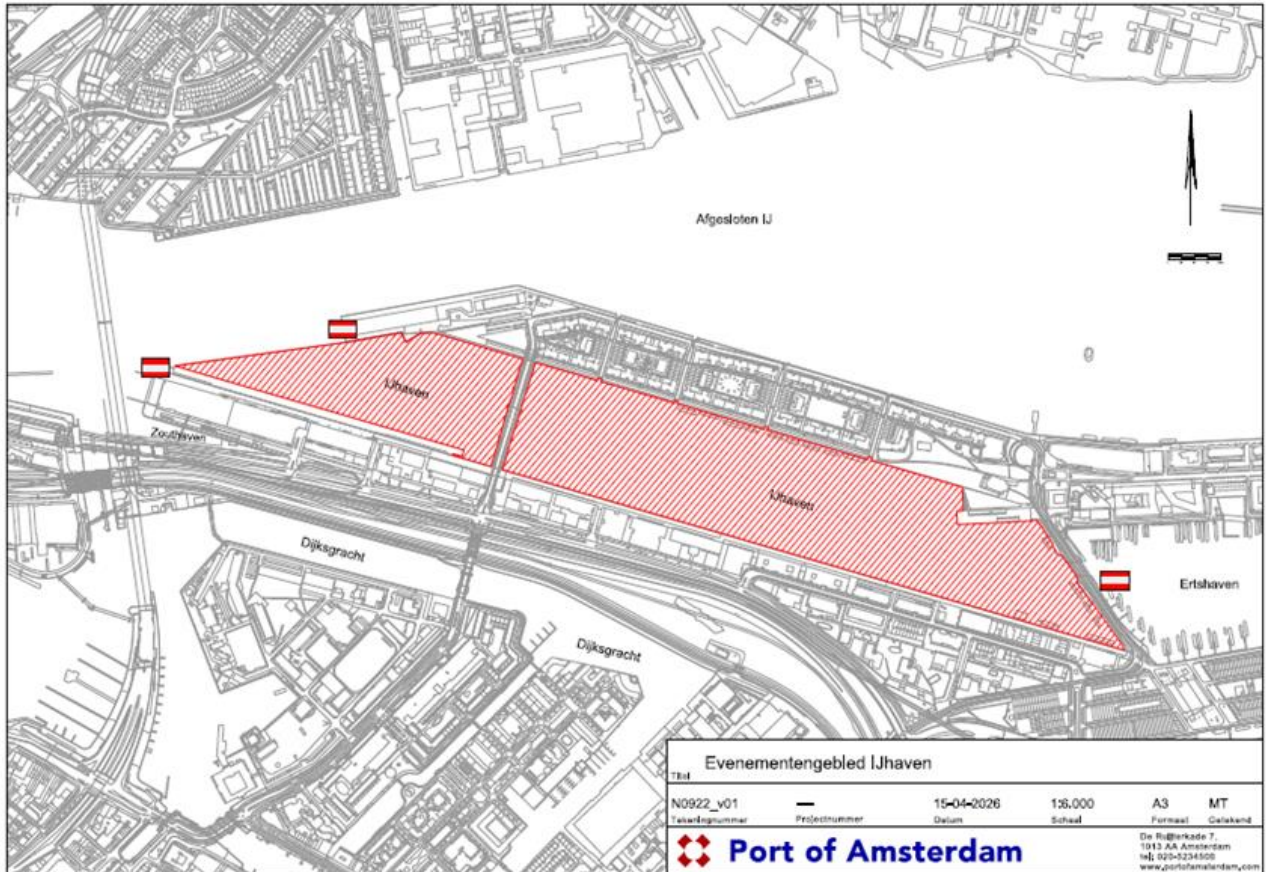 Afgesloten IJ
IJhaven
Zouthaven
IJhaven
Dijksgracht
Ertshaven
Dijksgracht
Evenementengebied IJhaven
Titel
N0922_v01 — 15-04-2026 1:6.000 A3 MT
Tekeningnummer Projectnummer Datum Schaal Formaat Getekend
Port of Amsterdam
De Ruijterkade 7,
1013 AA Amsterdam
tel; 020-5234500
www.portofamsterdam.com